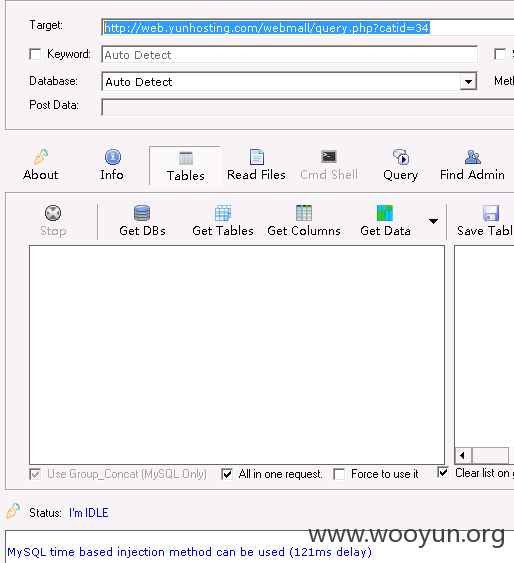 Target: http://web.yunhosting.com/webmall/query.php?catid=34
Keyword: Auto Detect
Database: Auto Detect Met
Post Data:
About Info Tables Read Files Cmd Shell Query Find Admin
Stop Get DBs Get Tables Get Columns Get Data Save Tabl
Use Group_Concat (MySQL Only) All in one request. Force to use it Clear list on g
Status: I'm IDLE
www.wooyun.org
MySQL time based injection method can be used (121ms delay)